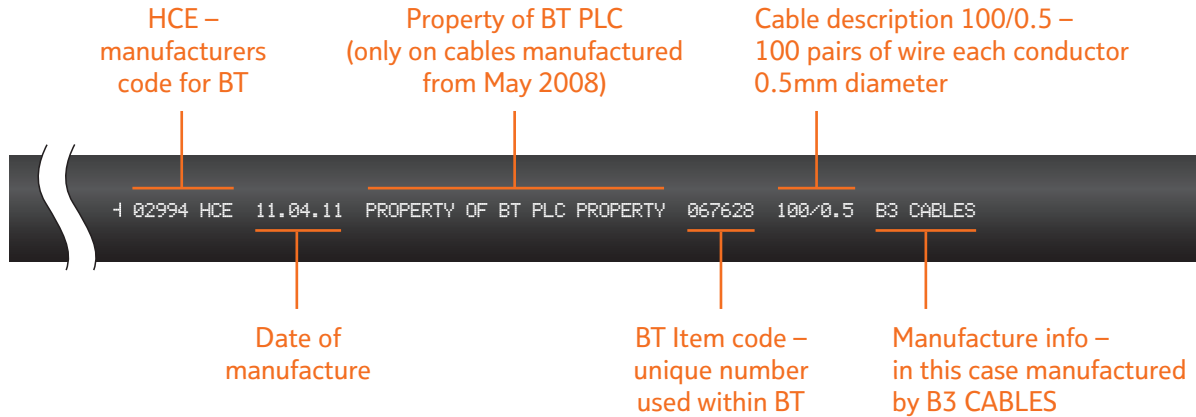 HCE –
manufacturers
code for BT
Property of BT PLC
(only on cables manufactured
from May 2008)
Cable description 100/0.5 –
100 pairs of wire each conductor
0.5mm diameter
02994 HCE 11.04.11 PROPERTY OF BT PLC PROPERTY 067628 100/0.5 B3 CABLES
Date of
manufacture
BT Item code –
unique number
used within BT
Manufacture info –
in this case manufactured
by B3 CABLES